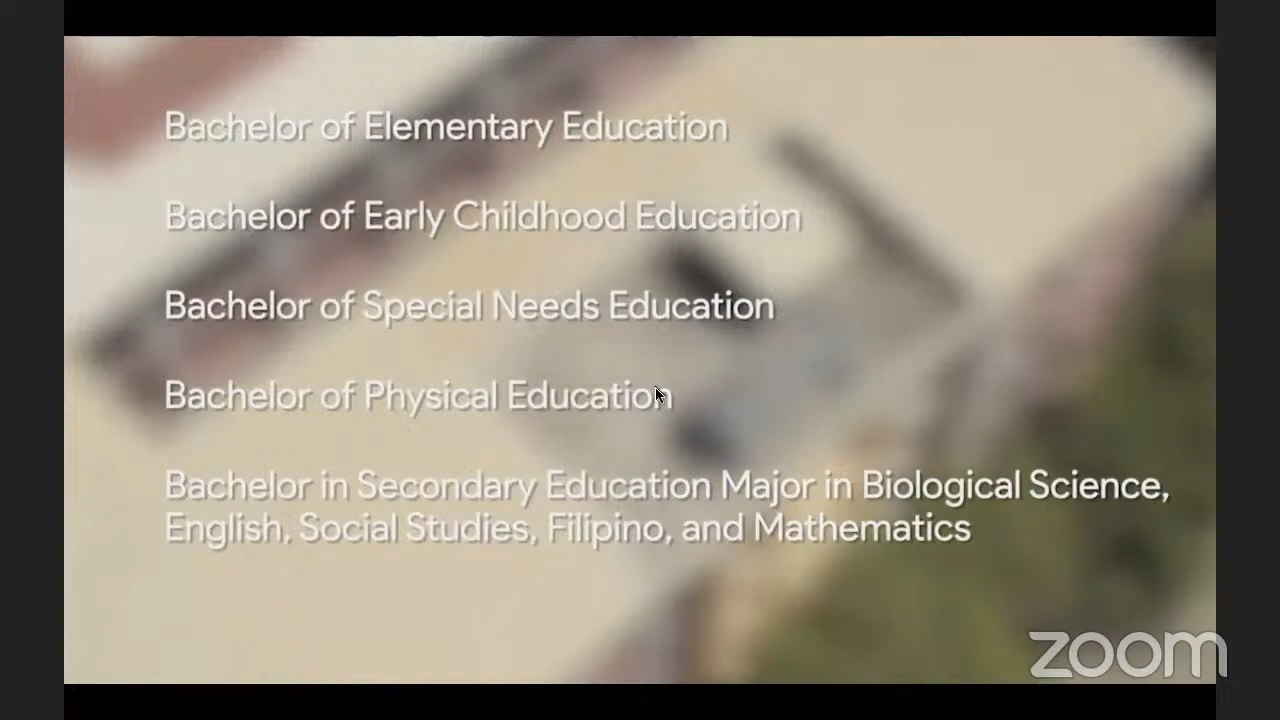 Bachelor of Elementary Education
Bachelor of Early Childhood Education
Bachelor of Special Needs Education
Bachelor of Physical Education
Bachelor in Secondary Education Major in Biological Science,
English, Social Studies, Filipino, and Mathematics
zoom